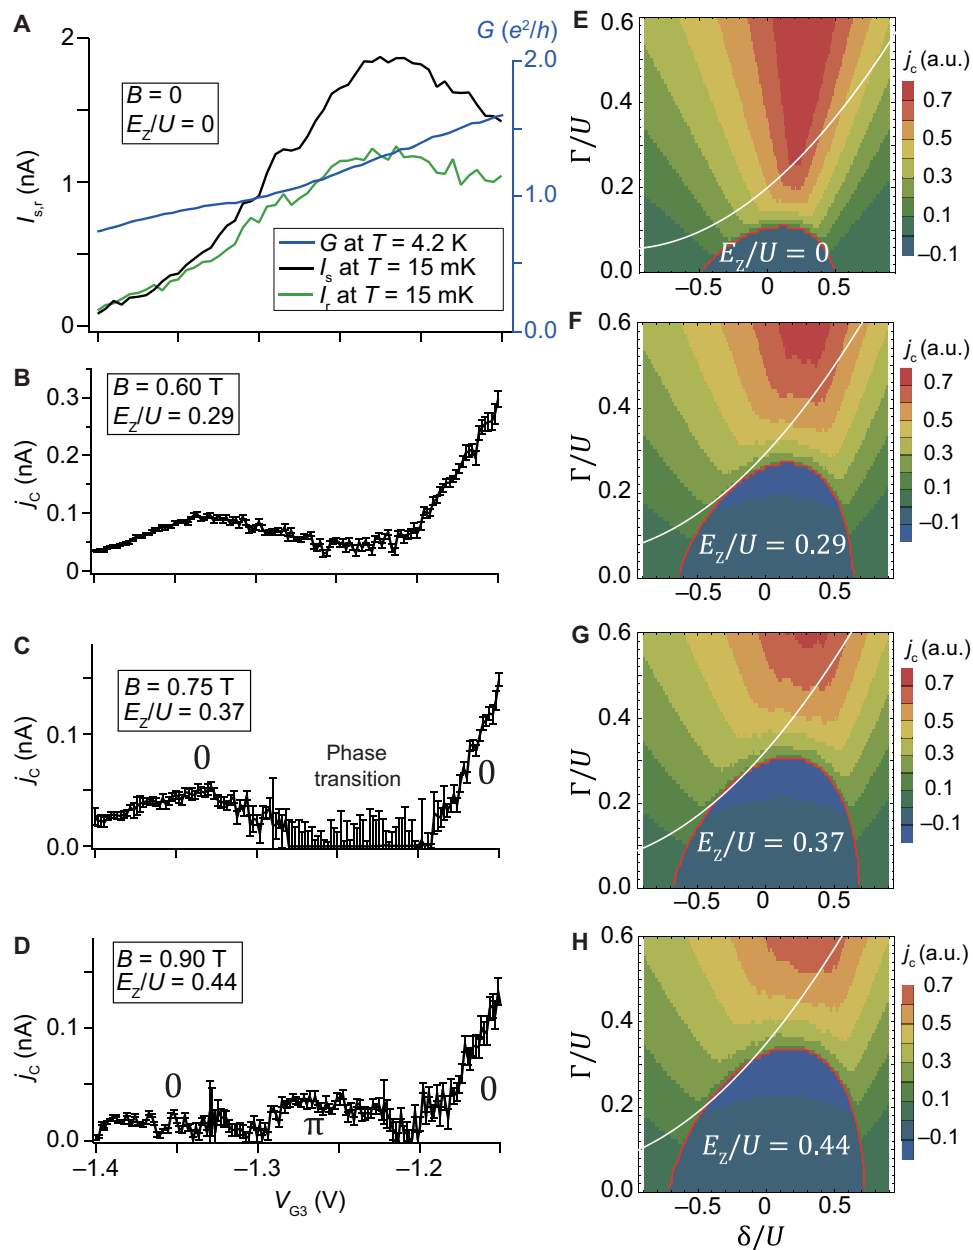 A
2
1
0
I_s,r (nA)
B = 0
E_Z/U = 0
G (e²/h)
2.0
1.0
0.0
G at T = 4.2 K
I_s at T = 15 mK
I_r at T = 15 mK
B
0.3
0.2
0.1
0
j_C (nA)
B = 0.60 T
E_Z/U = 0.29
C
0.1
0.0
j_C (nA)
B = 0.75 T
E_Z/U = 0.37
0
Phase
transition
0
D
0.1
0.0
j_C (nA)
B = 0.90 T
E_Z/U = 0.44
0
π
0
−1.4
−1.3
−1.2
V_G3 (V)
E
0.6
0.4
0.2
0.0
Γ/U
E_Z/U = 0
−0.5
0
0.5
j_c (a.u.)
0.7
0.5
0.3
0.1
−0.1
F
0.6
0.4
0.2
0.0
Γ/U
E_Z/U = 0.29
−0.5
0
0.5
j_c (a.u.)
0.7
0.5
0.3
0.1
−0.1
G
0.6
0.4
0.2
0.0
Γ/U
E_Z/U = 0.37
−0.5
0
0.5
j_c (a.u.)
0.7
0.5
0.3
0.1
−0.1
H
0.6
0.4
0.2
0.0
Γ/U
E_Z/U = 0.44
−0.5
0
0.5
δ/U
j_c (a.u.)
0.7
0.5
0.3
0.1
−0.1